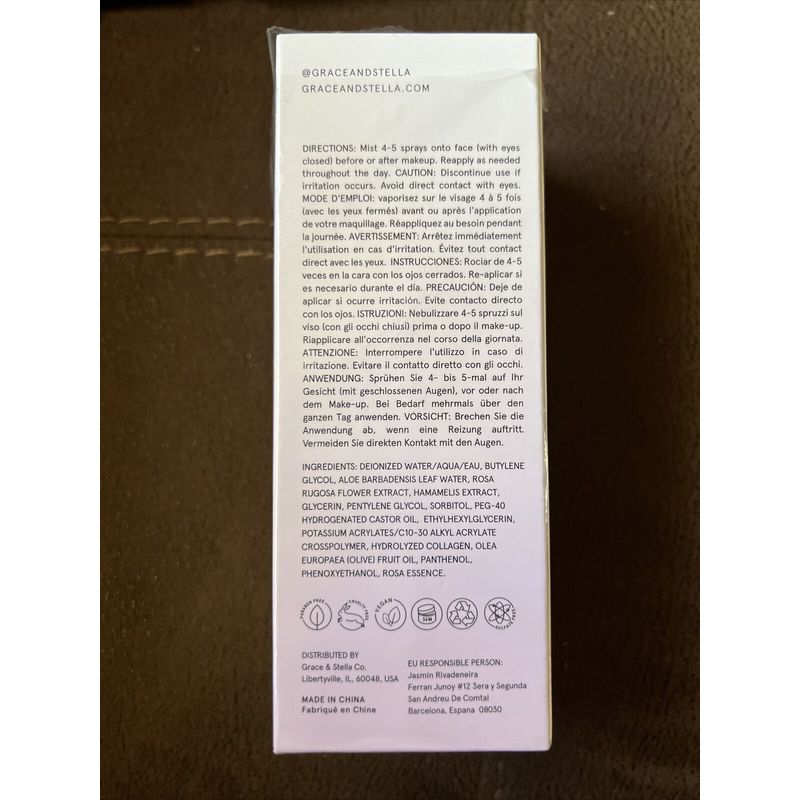 @GRACEANDSTELLA
GRACEANDSTELLA.COM
DIRECTIONS: Mist 4-5 sprays onto face (with eyes
closed) before or after makeup. Reapply as needed
throughout the day. CAUTION: Discontinue use if
irritation occurs. Avoid direct contact with eyes.
MODE D'EMPLOI: vaporisez sur le visage 4 à 5 fois
(avec les yeux fermés) avant ou après l'application
de votre maquillage. Réappliquez au besoin pendant
la journée. AVERTISSEMENT: Arrêtez immédiatement
l'utilisation en cas d'irritation. Évitez tout contact
direct avec les yeux. INSTRUCCIONES: Rociar de 4-5
veces en la cara con los ojos cerrados. Re-aplicar si
es necesario durante el día. PRECAUCIÓN: Deje de
aplicar si ocurre irritación. Evite contacto directo
con los ojos. ISTRUZIONI: Nebulizzare 4-5 spruzzi sul
viso (con gli occhi chiusi) prima o dopo il make-up.
Riapplicare all'occorrenza nel corso della giornata.
ATTENZIONE: Interrompere l'utilizzo in caso di
irritazione. Evitare il contatto diretto con gli occhi.
ANWENDUNG: Sprühen Sie 4- bis 5-mal auf Ihr
Gesicht (mit geschlossenen Augen), vor oder nach
dem Make-up. Bei Bedarf mehrmals über den
ganzen Tag anwenden. VORSICHT: Brechen Sie die
Anwendung ab, wenn eine Reizung auftritt.
Vermeiden Sie direkten Kontakt mit den Augen.
INGREDIENTS: DEIONIZED WATER/AQUA/EAU, BUTYLENE
GLYCOL, ALOE BARBADENSIS LEAF WATER, ROSA
RUGOSA FLOWER EXTRACT, HAMAMELIS EXTRACT,
GLYCERIN, PENTYLENE GLYCOL, SORBITOL, PEG-40
HYDROGENATED CASTOR OIL, ETHYLHEXYLGLYCERIN,
POTASSIUM ACRYLATES/C10-30 ALKYL ACRYLATE
CROSSPOLYMER, HYDROLYZED COLLAGEN, OLEA
EUROPAEA (OLIVE) FRUIT OIL, PANTHENOL,
PHENOXYETHANOL, ROSA ESSENCE.
PARABEN FREE
CRUELTY FREE
VEGAN
24M
SULFATE FREE
DISTRIBUTED BY
Grace & Stella Co.
Libertyville, IL, 60048, USA
MADE IN CHINA
Fabriqué en Chine
EU RESPONSIBLE PERSON:
Jasmin Rivadeneira
Ferran Junoy #12 3era y Segunda
San Andreu De Comtal
Barcelona, Espana 08030